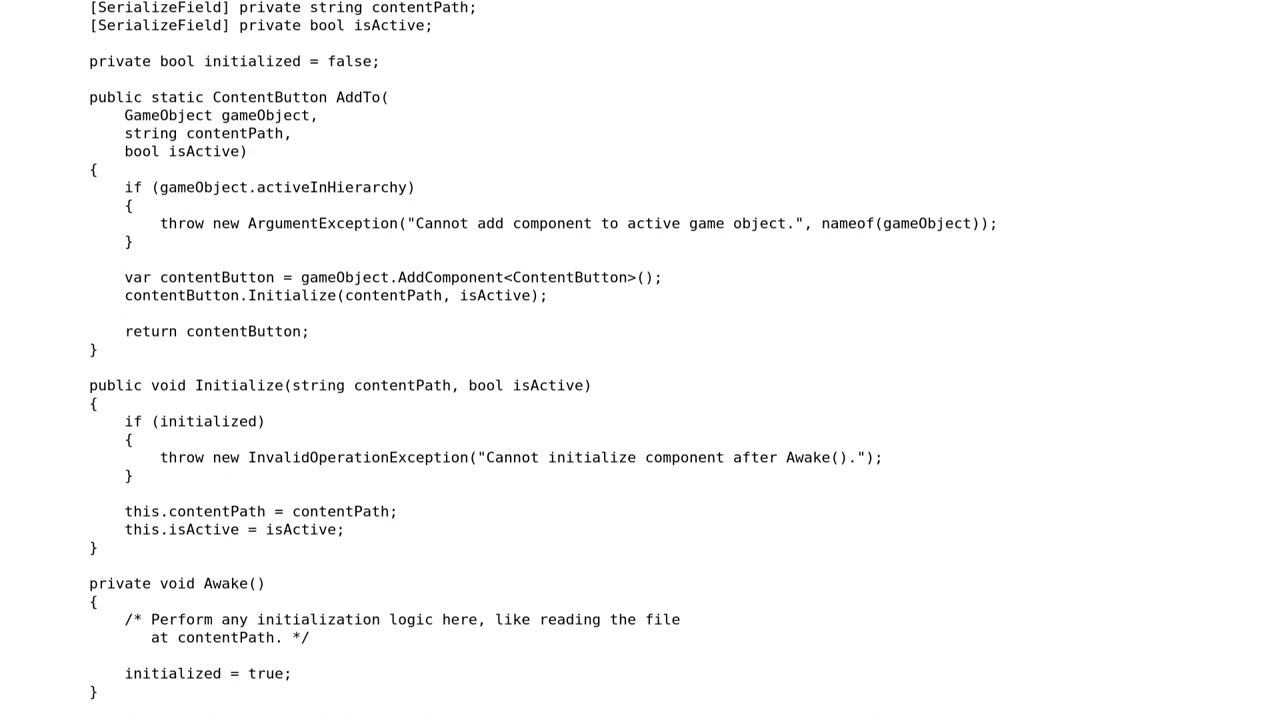 [SerializeField] private string contentPath;
[SerializeField] private bool isActive;
private bool initialized = false;
public static ContentButton AddTo(
GameObject gameObject,
string contentPath,
bool isActive)
{
if (gameObject.activeInHierarchy)
{
throw new ArgumentException("Cannot add component to active game object.", nameof(gameObject));
}
var contentButton = gameObject.AddComponent<ContentButton>();
contentButton.Initialize(contentPath, isActive);
return contentButton;
}
public void Initialize(string contentPath, bool isActive)
{
if (initialized)
{
throw new InvalidOperationException("Cannot initialize component after Awake().");
}
this.contentPath = contentPath;
this.isActive = isActive;
}
private void Awake()
{
/* Perform any initialization logic here, like reading the file
at contentPath. */
initialized = true;
}